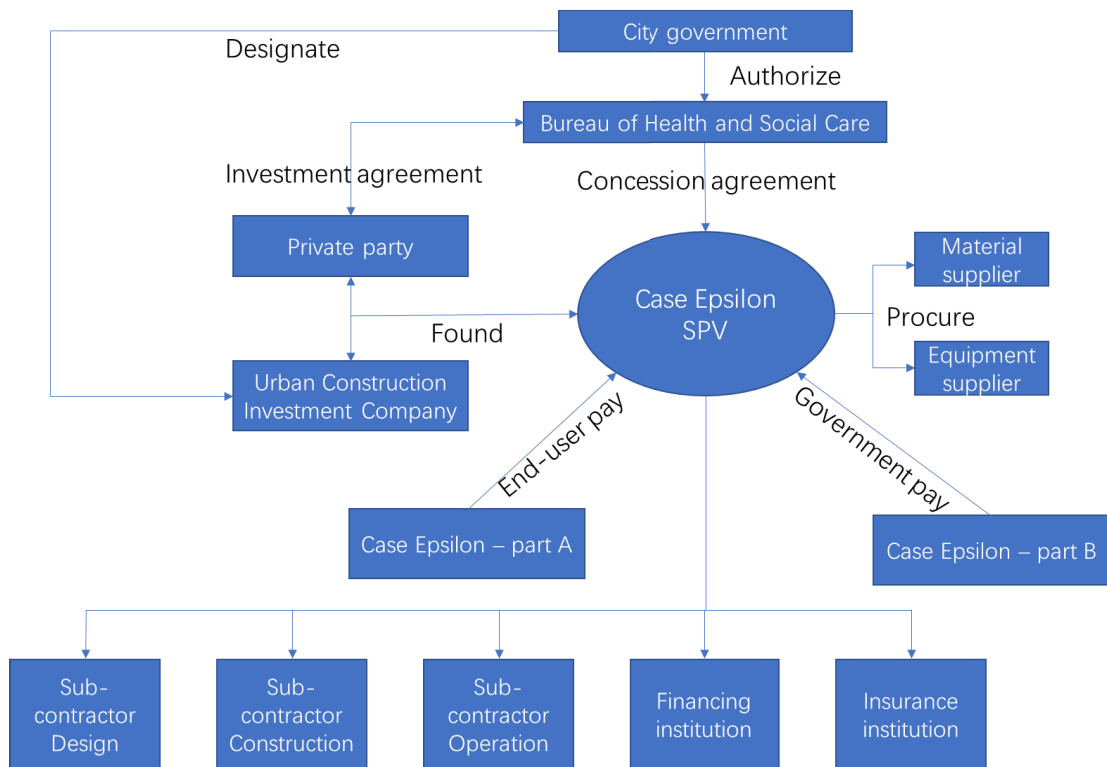 City government
Designate
Authorize
Bureau of Health and Social Care
Investment agreement
Concession agreement
Private party
Material
supplier
Case Epsilon
SPV
Procure
Found
Equipment
supplier
Urban Construction
Investment Company
End-user pay
Government pay
Case Epsilon – part A
Case Epsilon – part B
Sub-
contractor
Design
Sub-
contractor
Construction
Sub-
contractor
Operation
Financing
institution
Insurance
institution